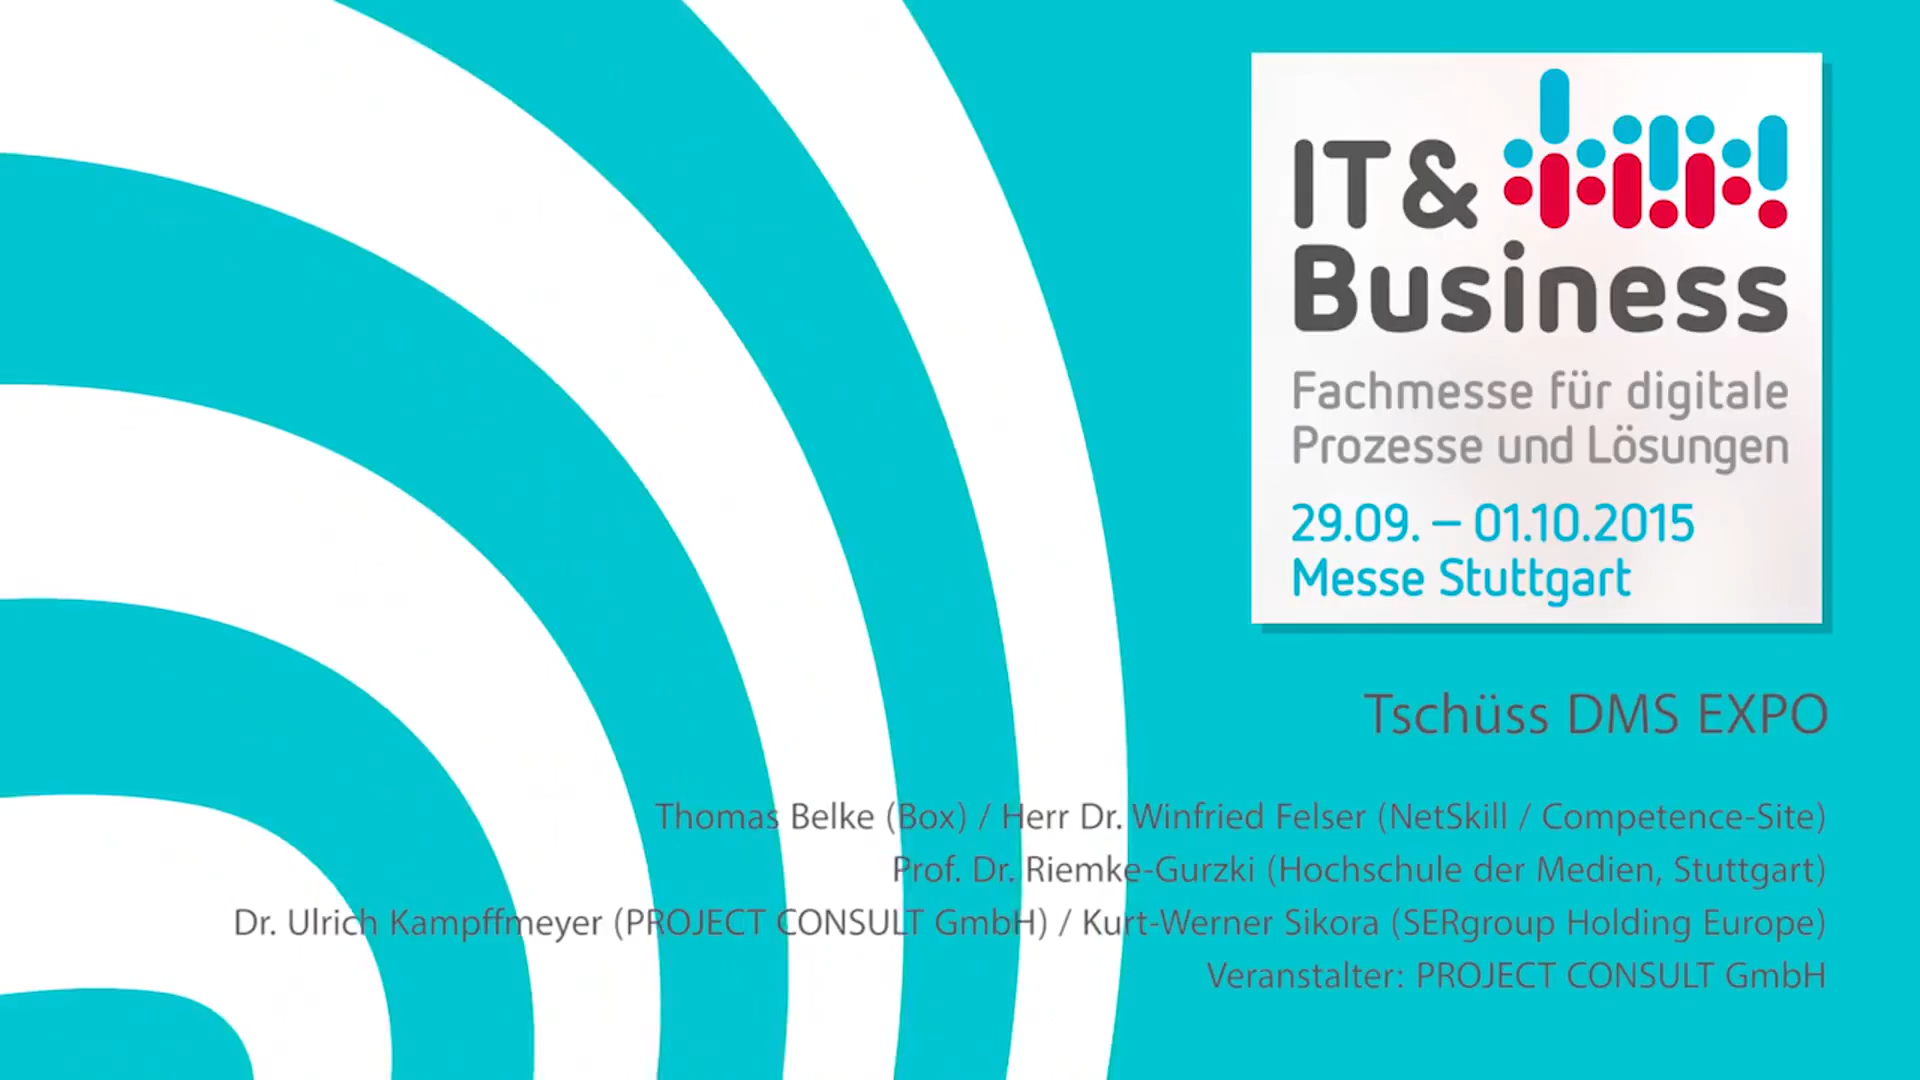 IT&
Business
Fachmesse für digitale
Prozesse und Lösungen
29.09. – 01.10.2015
Messe Stuttgart
Tschüss DMS EXPO
Thomas Belke (Box) / Herr Dr. Winfried Felser (NetSkill / Competence-Site)
Prof. Dr. Riemke-Gurzki (Hochschule der Medien, Stuttgart)
Dr. Ulrich Kampffmeyer (PROJECT CONSULT GmbH) / Kurt-Werner Sikora (SERgroup Holding Europe)
Veranstalter: PROJECT CONSULT GmbH